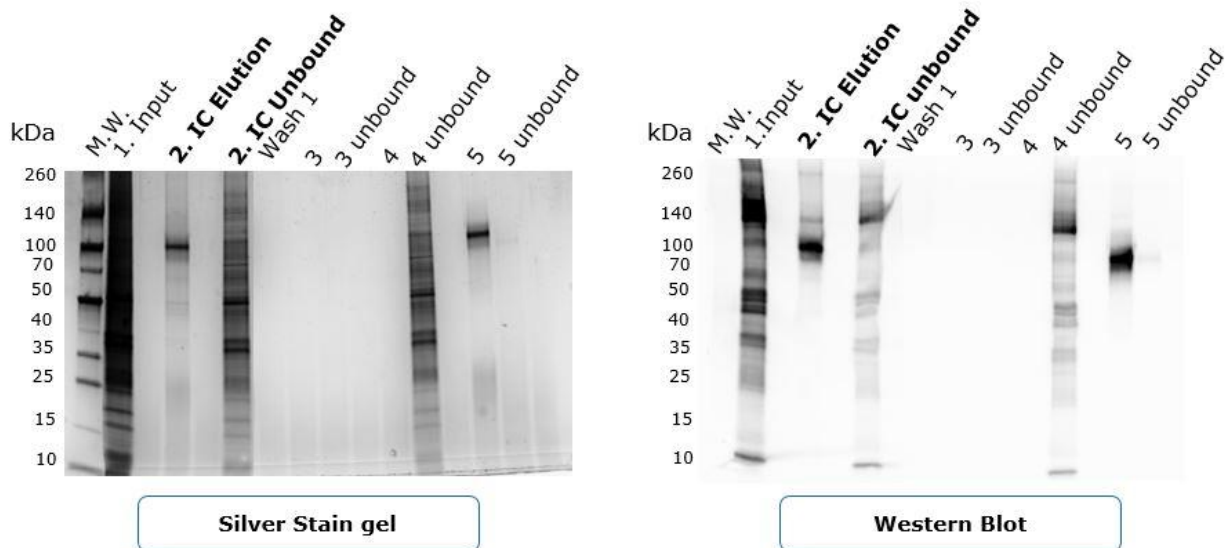 kDa
M.W.
1. Input
2. IC Elution
2. IC Unbound
Wash 1
3
3 unbound
4
4 unbound
5
5 unbound
260
140
100
70
50
40
35
25
15
10
Silver Stain gel
kDa
M.W.
1.Input
2. IC Elution
2. IC unbound
Wash 1
3
3 unbound
4
4 unbound
5
5 unbound
260
140
100
70
50
40
35
25
15
10
Western Blot